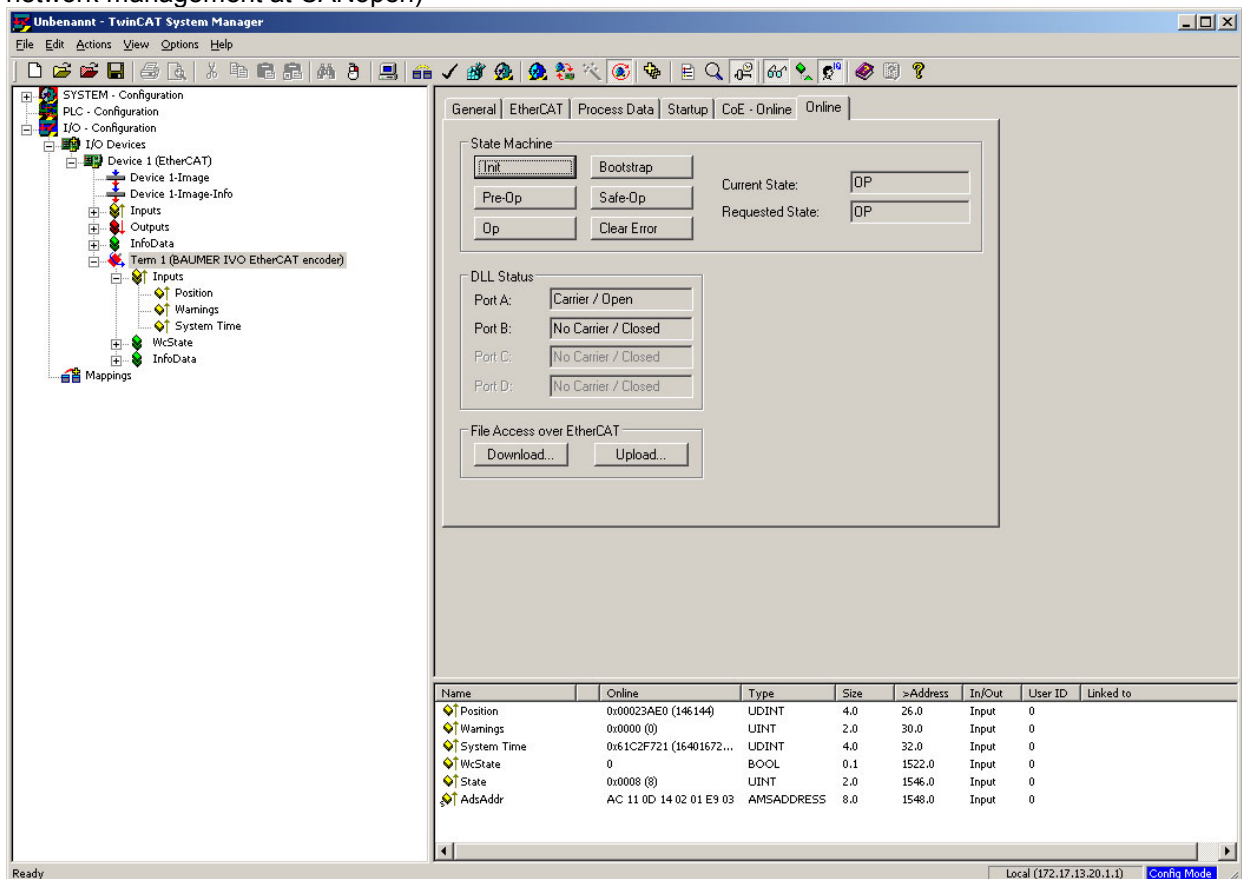 network management at CANopen)
Unbenannt - TwinCAT System Manager
File Edit Actions View Options Help
SYSTEM - Configuration
PLC - Configuration
I/O - Configuration
I/O Devices
Device 1 (EtherCAT)
Device 1-Image
Device 1-Image-Info
Inputs
Outputs
InfoData
Term 1 (BAUMER IVO EtherCAT encoder)
Inputs
Position
Warnings
System Time
WcState
InfoData
Mappings
General EtherCAT Process Data Startup CoE - Online Online
State Machine
Init Bootstrap
Pre-Op Safe-Op
Op Clear Error
Current State: OP
Requested State: OP
DLL Status
Port A: Carrier / Open
Port B: No Carrier / Closed
Port C: No Carrier / Closed
Port D: No Carrier / Closed
File Access over EtherCAT
Download... Upload...
Name Online Type Size >Address In/Out User ID Linked to
Position 0x00023AE0 (146144) UDINT 4.0 26.0 Input 0
Warnings 0x0000 (0) UINT 2.0 30.0 Input 0
System Time 0x61C2F721 (16401672... UDINT 4.0 32.0 Input 0
WcState 0 BOOL 0.1 1522.0 Input 0
State 0x0008 (8) UINT 2.0 1546.0 Input 0
AdsAddr AC 11 0D 14 02 01 E9 03 AMSADDRESS 8.0 1548.0 Input 0
Ready Local (172.17.13.20.1.1) Config Mode